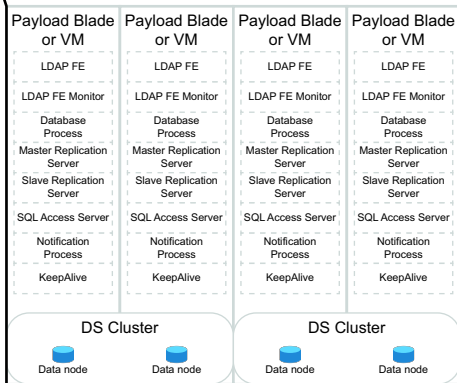 Payload Blade
or VM
LDAP FE
LDAP FE Monitor
Database
Process
Master Replication
Server
Slave Replication
Server
SQL Access Server
Notification
Process
KeepAlive
Payload Blade
or VM
LDAP FE
LDAP FE Monitor
Database
Process
Master Replication
Server
Slave Replication
Server
SQL Access Server
Notification
Process
KeepAlive
Payload Blade
or VM
LDAP FE
LDAP FE Monitor
Database
Process
Master Replication
Server
Slave Replication
Server
SQL Access Server
Notification
Process
KeepAlive
Payload Blade
or VM
LDAP FE
LDAP FE Monitor
Database
Process
Master Replication
Server
Slave Replication
Server
SQL Access Server
Notification
Process
KeepAlive
DS Cluster
Data node
Data node
DS Cluster
Data node
Data node